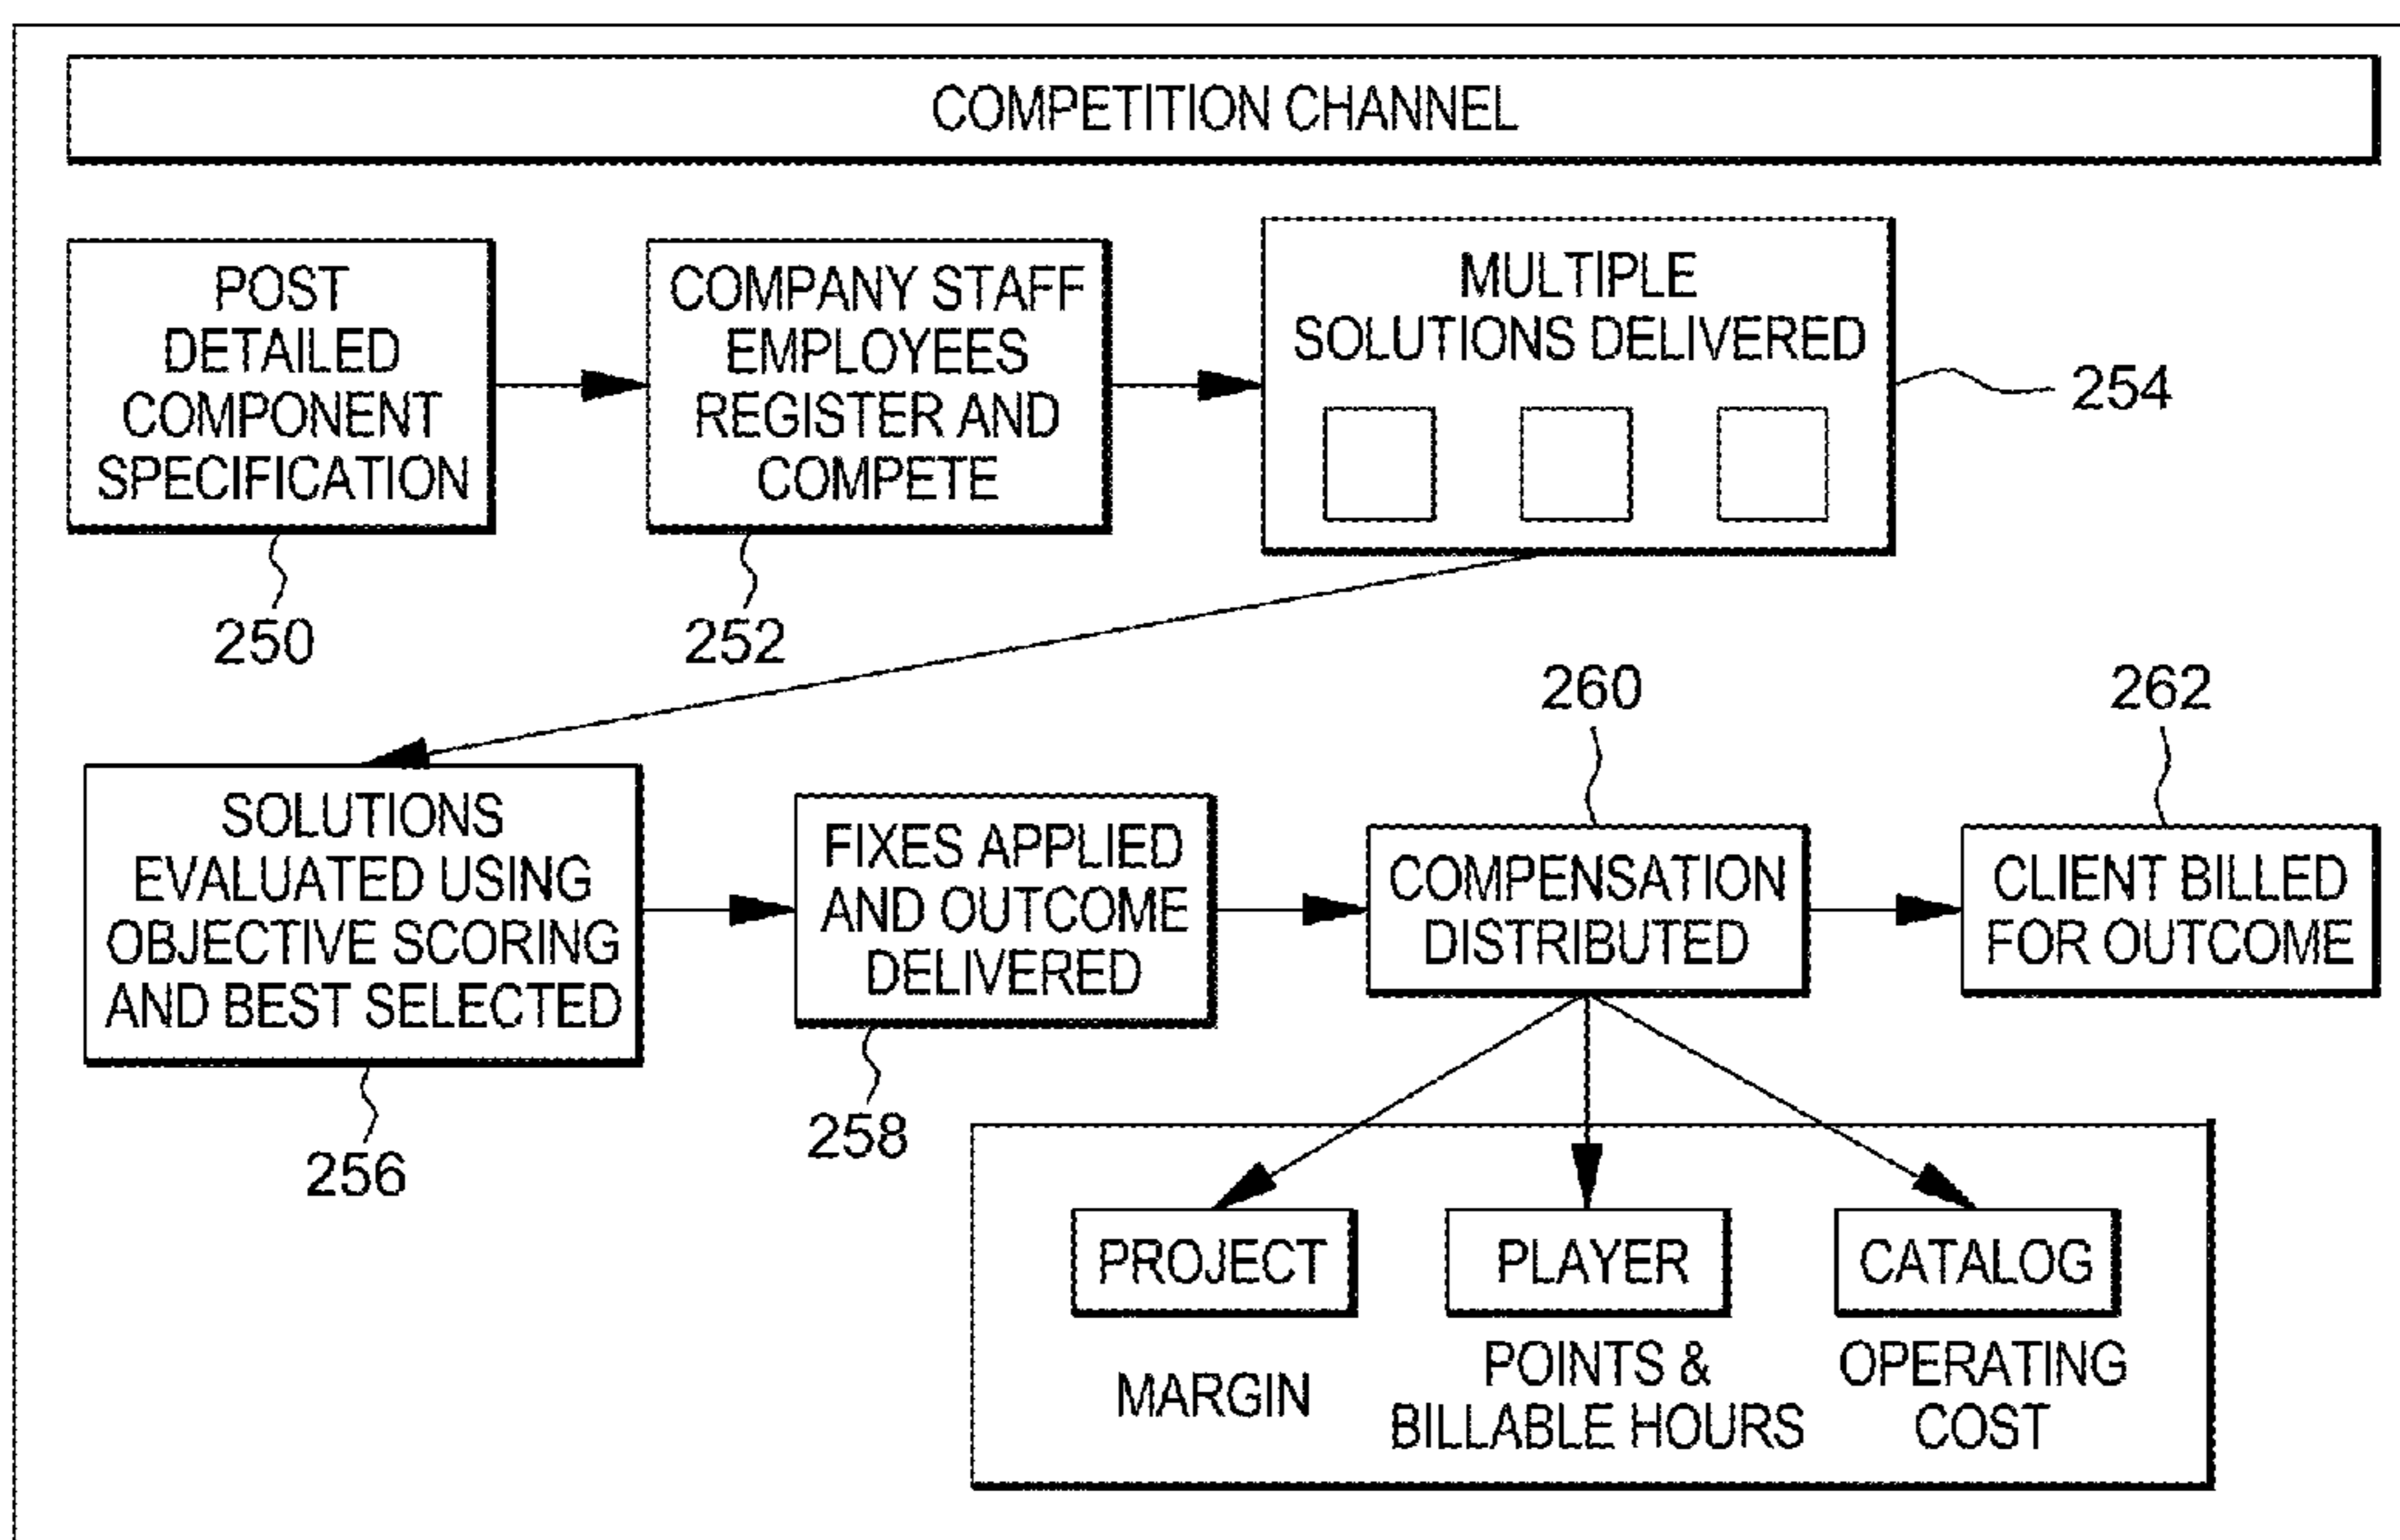 COMPETITION CHANNEL
POST
DETAILED
COMPONENT
SPECIFICATION
250
COMPANY STAFF
EMPLOYEES
REGISTER AND
COMPETE
252
MULTIPLE
SOLUTIONS DELIVERED
254
SOLUTIONS
EVALUATED USING
OBJECTIVE SCORING
AND BEST SELECTED
256
FIXES APPLIED
AND OUTCOME
DELIVERED
258
260
COMPENSATION
DISTRIBUTED
262
CLIENT BILLED
FOR OUTCOME
PROJECT
MARGIN
PLAYER
POINTS &
BILLABLE HOURS
CATALOG
OPERATING
COST